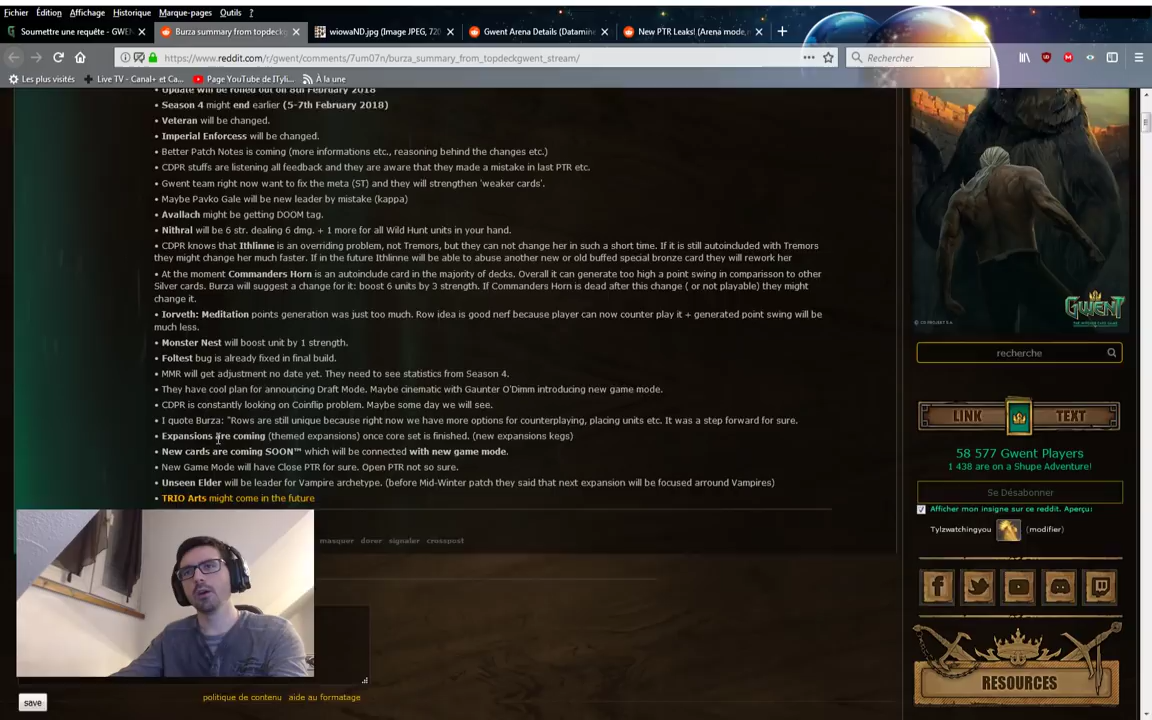 Fichier Édition Affichage Historique Marque-pages Outils ?
Soumettre une requête - GWEN
Burza summary from topdeck
wiowaND.jpg (Image JPEG, 720
Gwent Arena Details (Datamine
New PTR Leaks! (Arena mode,
https://www.reddit.com/r/gwent/comments/7um07n/burza_summary_from_topdeckgwent_stream/
Rechercher
Les plus visités
Live TV - Canal+ et Ca...
Page YouTube de ITyli...
À la une
• Update will be rolled out on 8th February 2018
• Season 4 might end earlier (5-7th February 2018)
• Veteran will be changed.
• Imperial Enforcess will be changed.
• Better Patch Notes is coming (more informations etc., reasoning behind the changes etc.)
• CDPR stuffs are listening all feedback and they are aware that they made a mistake in last PTR etc.
• Gwent team right now want to fix the meta (ST) and they will strengthen 'weaker cards'.
• Maybe Pavko Gale will be new leader by mistake (kappa)
• Avallach might be getting DOOM tag.
• Nithral will be 6 str. dealing 6 dmg. + 1 more for all Wild Hunt units in your hand.
• CDPR knows that Ithlinne is an overriding problem, not Tremors, but they can not change her in such a short time. If it is still autoincluded with Tremors
they might change her much faster. If in the future Ithlinne will be able to abuse another new or old buffed special bronze card they will rework her
• At the moment Commanders Horn is an autoinclude card in the majority of decks. Overall it can generate too high a point swing in comparisson to other
Silver cards. Burza will suggest a change for it: boost 6 units by 3 strength. If Commanders Horn is dead after this change ( or not playable) they might
change it.
• Iorveth: Meditation points generation was just too much. Row idea is good nerf because player can now counter play it + generated point swing will be
much less.
• Monster Nest will boost unit by 1 strength.
• Foltest bug is already fixed in final build.
• MMR will get adjustment no date yet. They need to see statistics from Season 4.
• They have cool plan for announcing Draft Mode. Maybe cinematic with Gaunter O'Dimm introducing new game mode.
• CDPR is constantly looking on Coinflip problem. Maybe some day we will see.
• I quote Burza: "Rows are still unique because right now we have more options for counterplaying, placing units etc. It was a step forward for sure.
• Expansions are coming (themed expansions) once core set is finished. (new expansions kegs)
• New cards are coming SOON™ which will be connected with new game mode.
• New Game Mode will have Close PTR for sure. Open PTR not so sure.
• Unseen Elder will be leader for Vampire archetype. (before Mid-Winter patch they said that next expansion will be focused arround Vampires)
• TRIO Arts might come in the future
masquer dorer signaler crosspost
save
politique de contenu aide au formatage
GWENT
recherche
LINK TEXT
58 577 Gwent Players
1 438 are on a Shupe Adventure!
Se Désabonner
Afficher mon insigne sur ce reddit. Aperçu:
Tylzwatchingyou (modifier)
RESOURCES